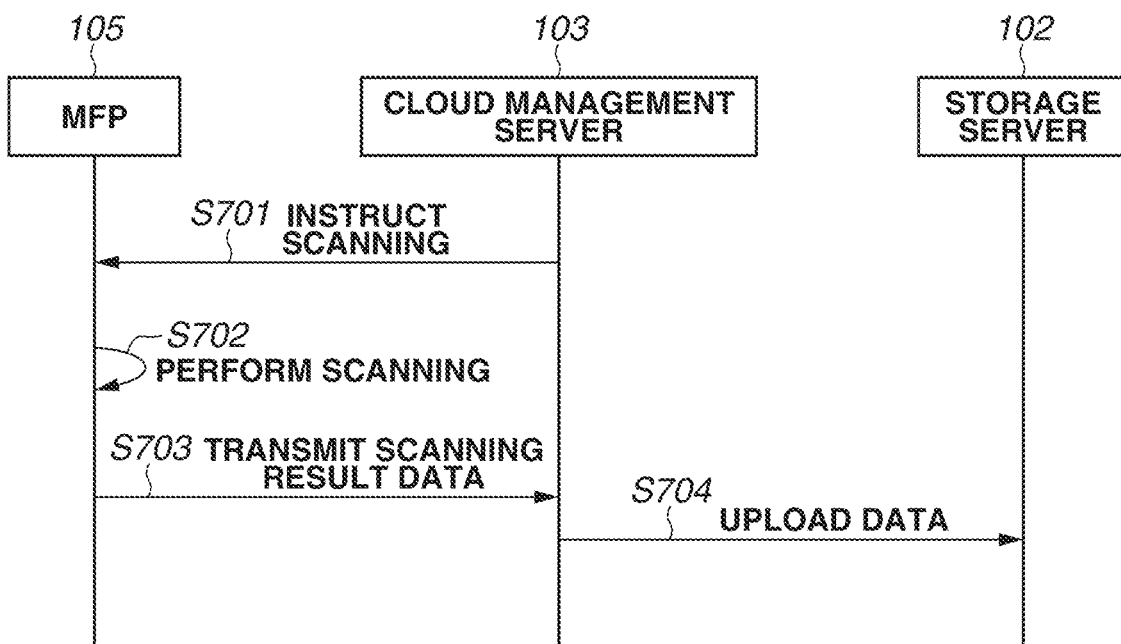 105
103
102
MFP
CLOUD MANAGEMENT
SERVER
STORAGE
SERVER
S701 INSTRUCT
SCANNING
S702
PERFORM SCANNING
S703 TRANSMIT SCANNING
RESULT DATA
S704
UPLOAD DATA